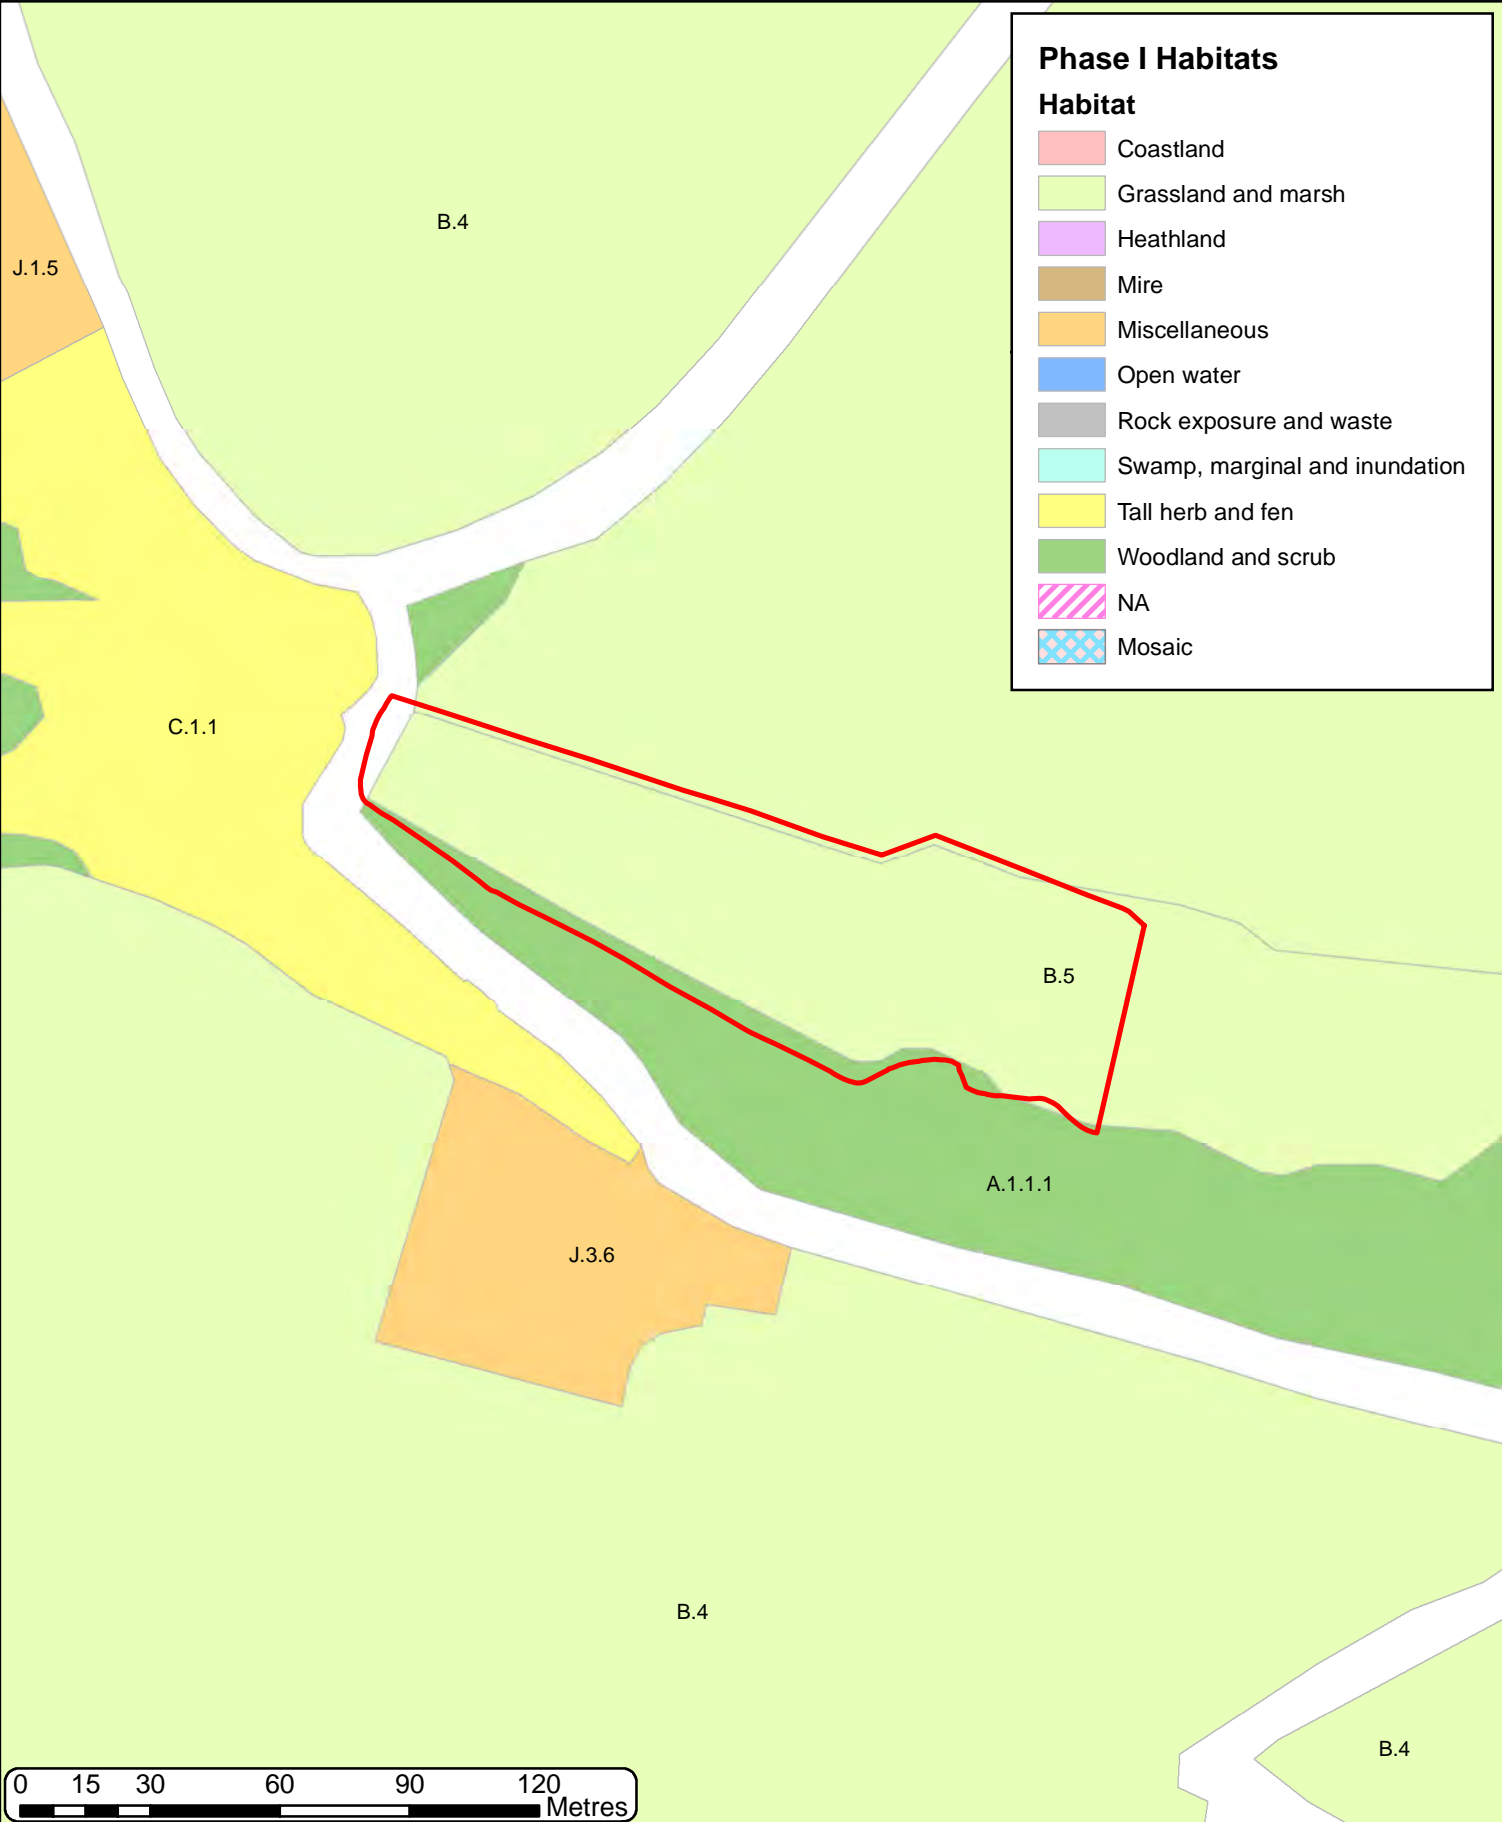 Phase I Habitats
Habitat
Coastland
Grassland and marsh
Heathland
Mire
Miscellaneous
Open water
Rock exposure and waste
Swamp, marginal and inundation
Tall herb and fen
Woodland and scrub
NA
Mosaic
B.4
J.1.5
C.1.1
B.5
A.1.1.1
J.3.6
B.4
B.4
0 15 30 60 90 120
Metres